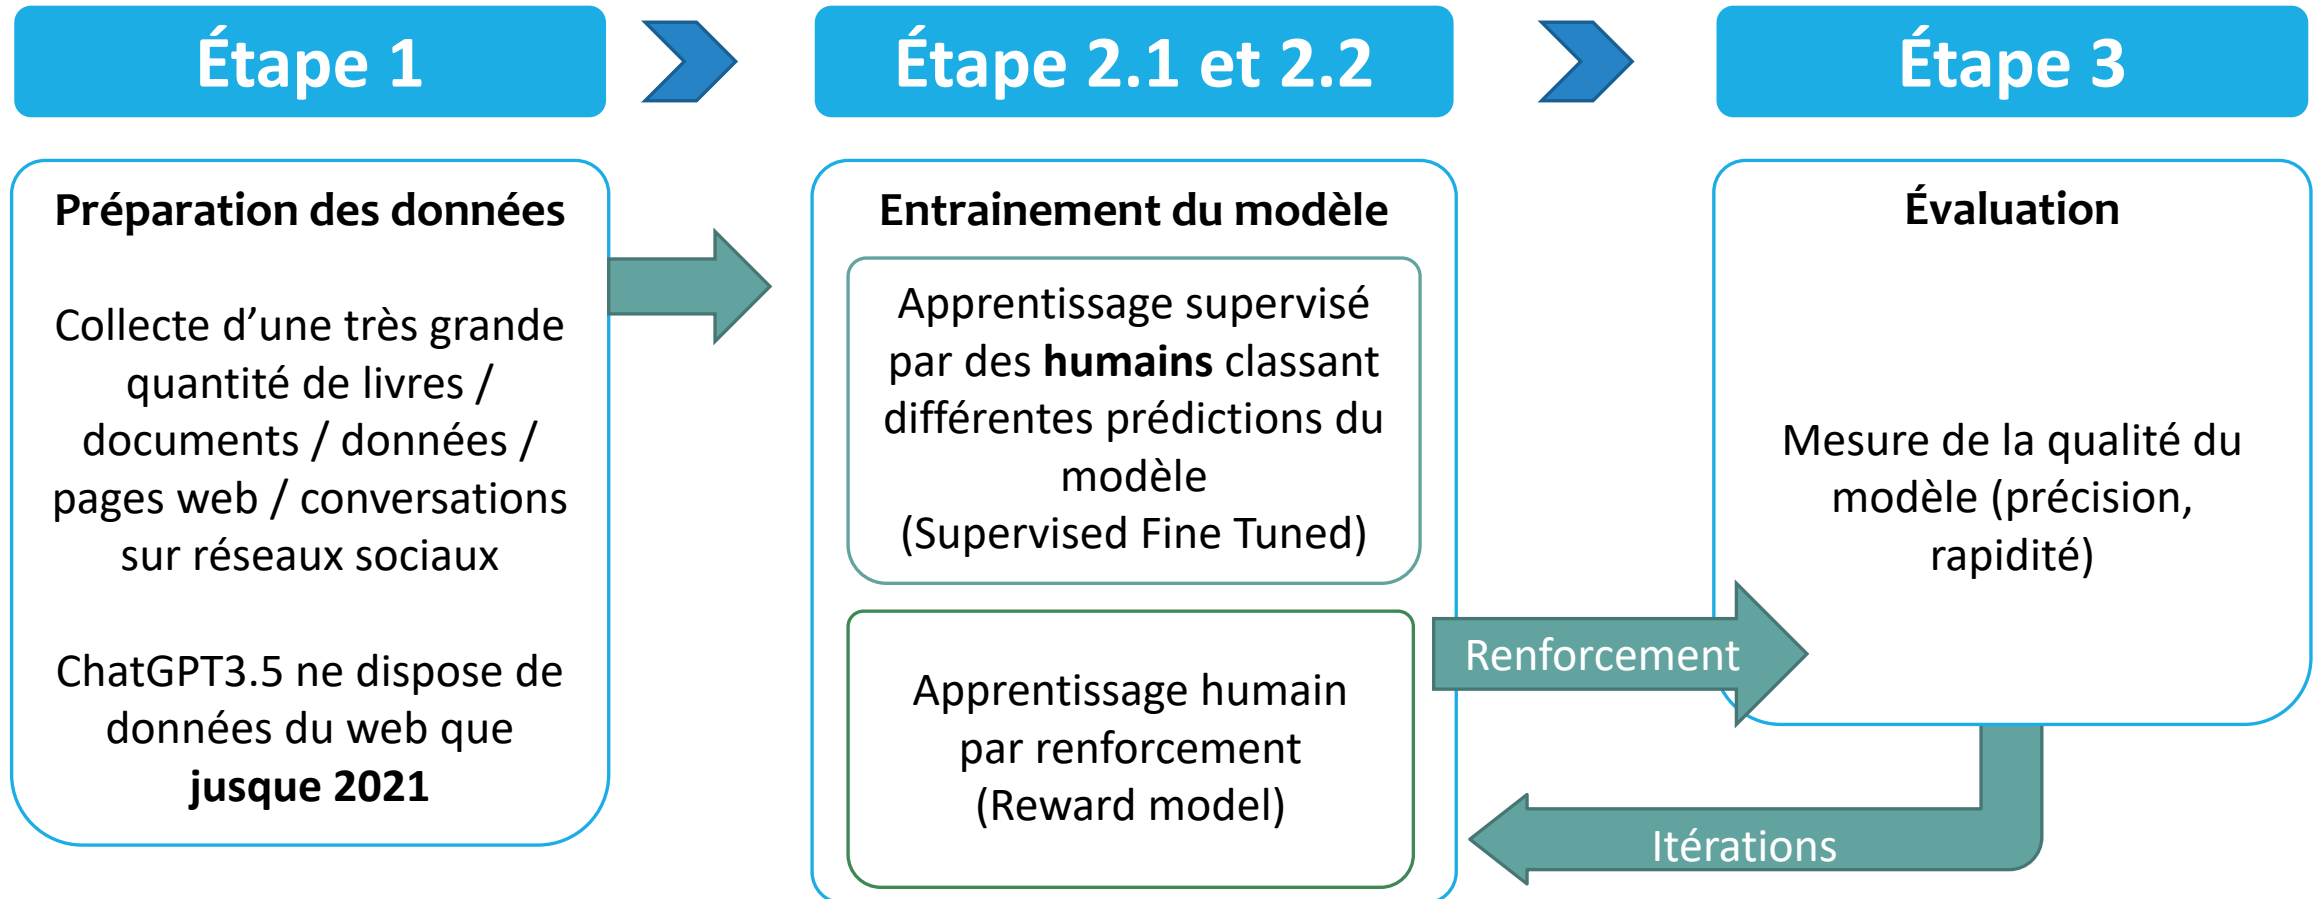 Étape 1
Étape 2.1 et 2.2
Étape 3
Préparation des données
Collecte d’une très grande
quantité de livres /
documents / données /
pages web / conversations
sur réseaux sociaux
ChatGPT3.5 ne dispose de
données du web que
jusque 2021
Entrainement du modèle
Apprentissage supervisé
par des humains classant
différentes prédictions du
modèle
(Supervised Fine Tuned)
Apprentissage humain
par renforcement
(Reward model)
Renforcement
Évaluation
Mesure de la qualité du
modèle (précision,
rapidité)
Itérations